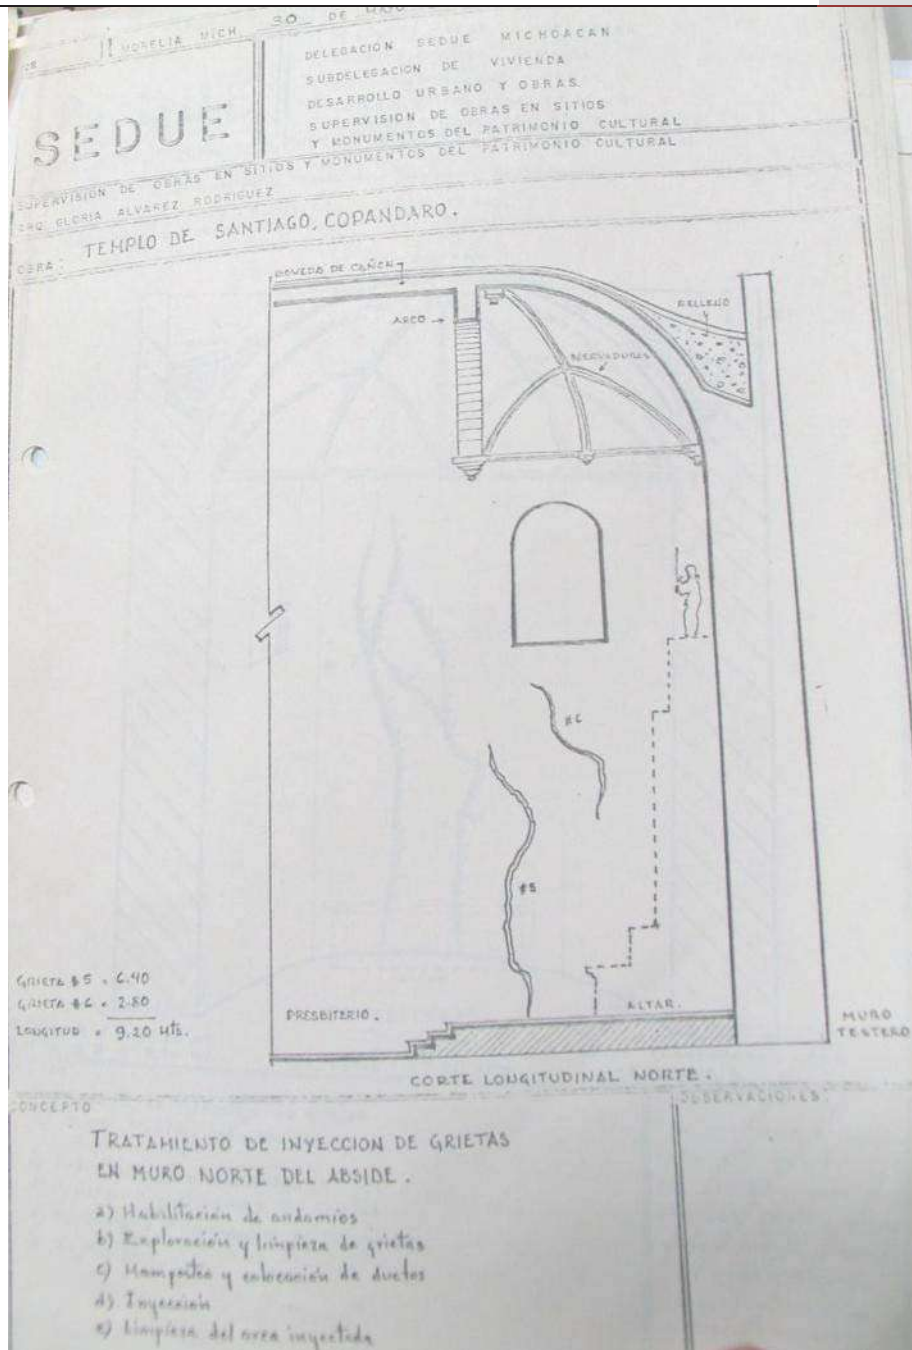 MORELIA MICH. 30 DE MAYO
SEDUE
DELEGACION SEDUE MICHOACAN
SUBDELEGACION DE VIVIENDA
DESARROLLO URBANO Y OBRAS
SUPERVISION DE OBRAS EN SITIOS
Y MONUMENTOS DEL PATRIMONIO CULTURAL
SUPERVISION DE OBRAS EN SITIOS Y MONUMENTOS DEL PATRIMONIO CULTURAL
ARQ GLORIA ALVAREZ RODRIGUEZ
OBRA: TEMPLO DE SANTIAGO, COPANDARO.
BOVEDA DE CAÑON
RELLENO
ARCO
NERVADURAS
#6
#5
GRIETA #5 = 6.40
GRIETA #6 = 2.80
LONGITUD = 9.20 Mts.
PRESBITERIO.
ALTAR.
MURO
TESTERO
CORTE LONGITUDINAL NORTE.
CONCEPTO
OBSERVACIONES:
TRATAMIENTO DE INYECCION DE GRIETAS
EN MURO NORTE DEL ABSIDE.
a) Habilitación de andamios
b) Exploración y limpieza de grietas
c) Mamposteo y colocación de ductos
d) Inyección
e) Limpieza del area inyectada